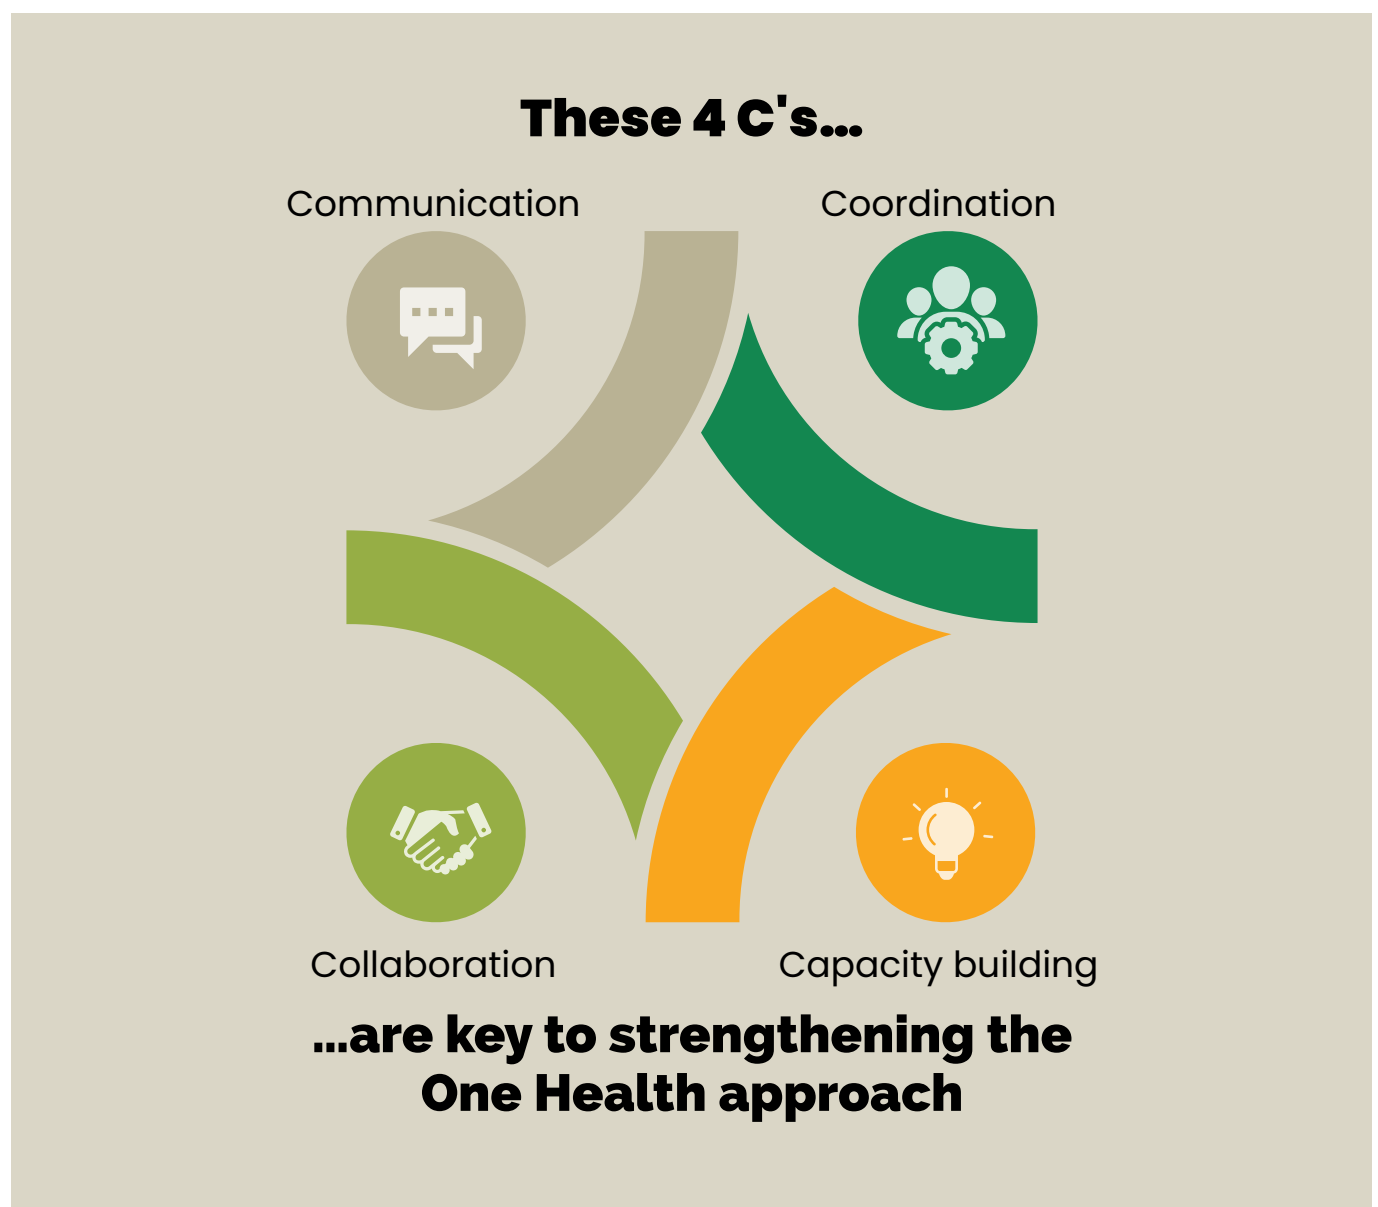 These 4 C's...
Communication
Coordination
Collaboration
Capacity building
...are key to strengthening the
One Health approach